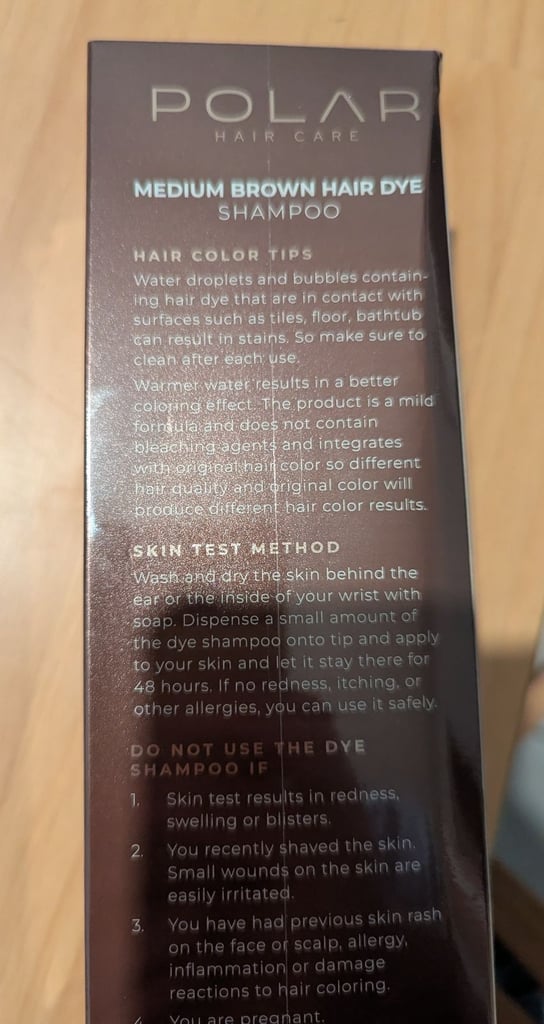 POLAR
HAIR CARE
MEDIUM BROWN HAIR DYE
SHAMPOO
HAIR COLOR TIPS
Water droplets and bubbles contain-
ing hair dye that are in contact with
surfaces such as tiles, floor, bathtub
can result in stains. So make sure to
clean after each use.
Warmer water results in a better
coloring effect. The product is a mild
formula and does not contain
bleaching agents and integrates
with original hair color so different
hair quality and original color will
produce different hair color results.
SKIN TEST METHOD
Wash and dry the skin behind the
ear or the inside of your wrist with
soap. Dispense a small amount of
the dye shampoo onto tip and apply
to your skin and let it stay there for
48 hours. If no redness, itching, or
other allergies, you can use it safely.
DO NOT USE THE DYE
SHAMPOO IF
1. Skin test results in redness,
swelling or blisters.
2. You recently shaved the skin.
Small wounds on the skin are
easily irritated.
3. You have had previous skin rash
on the face or scalp, allergy,
inflammation or damage
reactions to hair coloring.
4. You are pregnant.